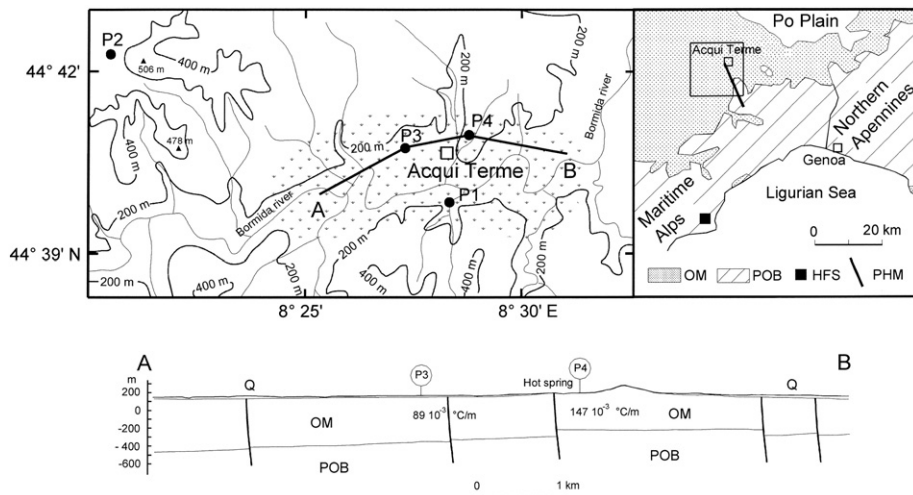 P2
506 m
400 m
200 m
200 m
44° 42'
478 m
400 m
P3
P4
200 m
Acqui Terme
Bormida river
A
B
P1
200 m
Bormida river
44° 39' N
200 m
200 m
200 m
400 m
400 m
400 m
8° 25'
8° 30' E
Po Plain
Acqui Terme
Northern Apennines
Genoa
Maritime Alps
Ligurian Sea
0 20 km
OM POB HFS PHM
A
B
m
200
0
-200
-400
-600
Q
P3
Hot spring
P4
Q
OM
89 10⁻³ °C/m
147 10⁻³ °C/m
OM
POB
POB
0 1 km